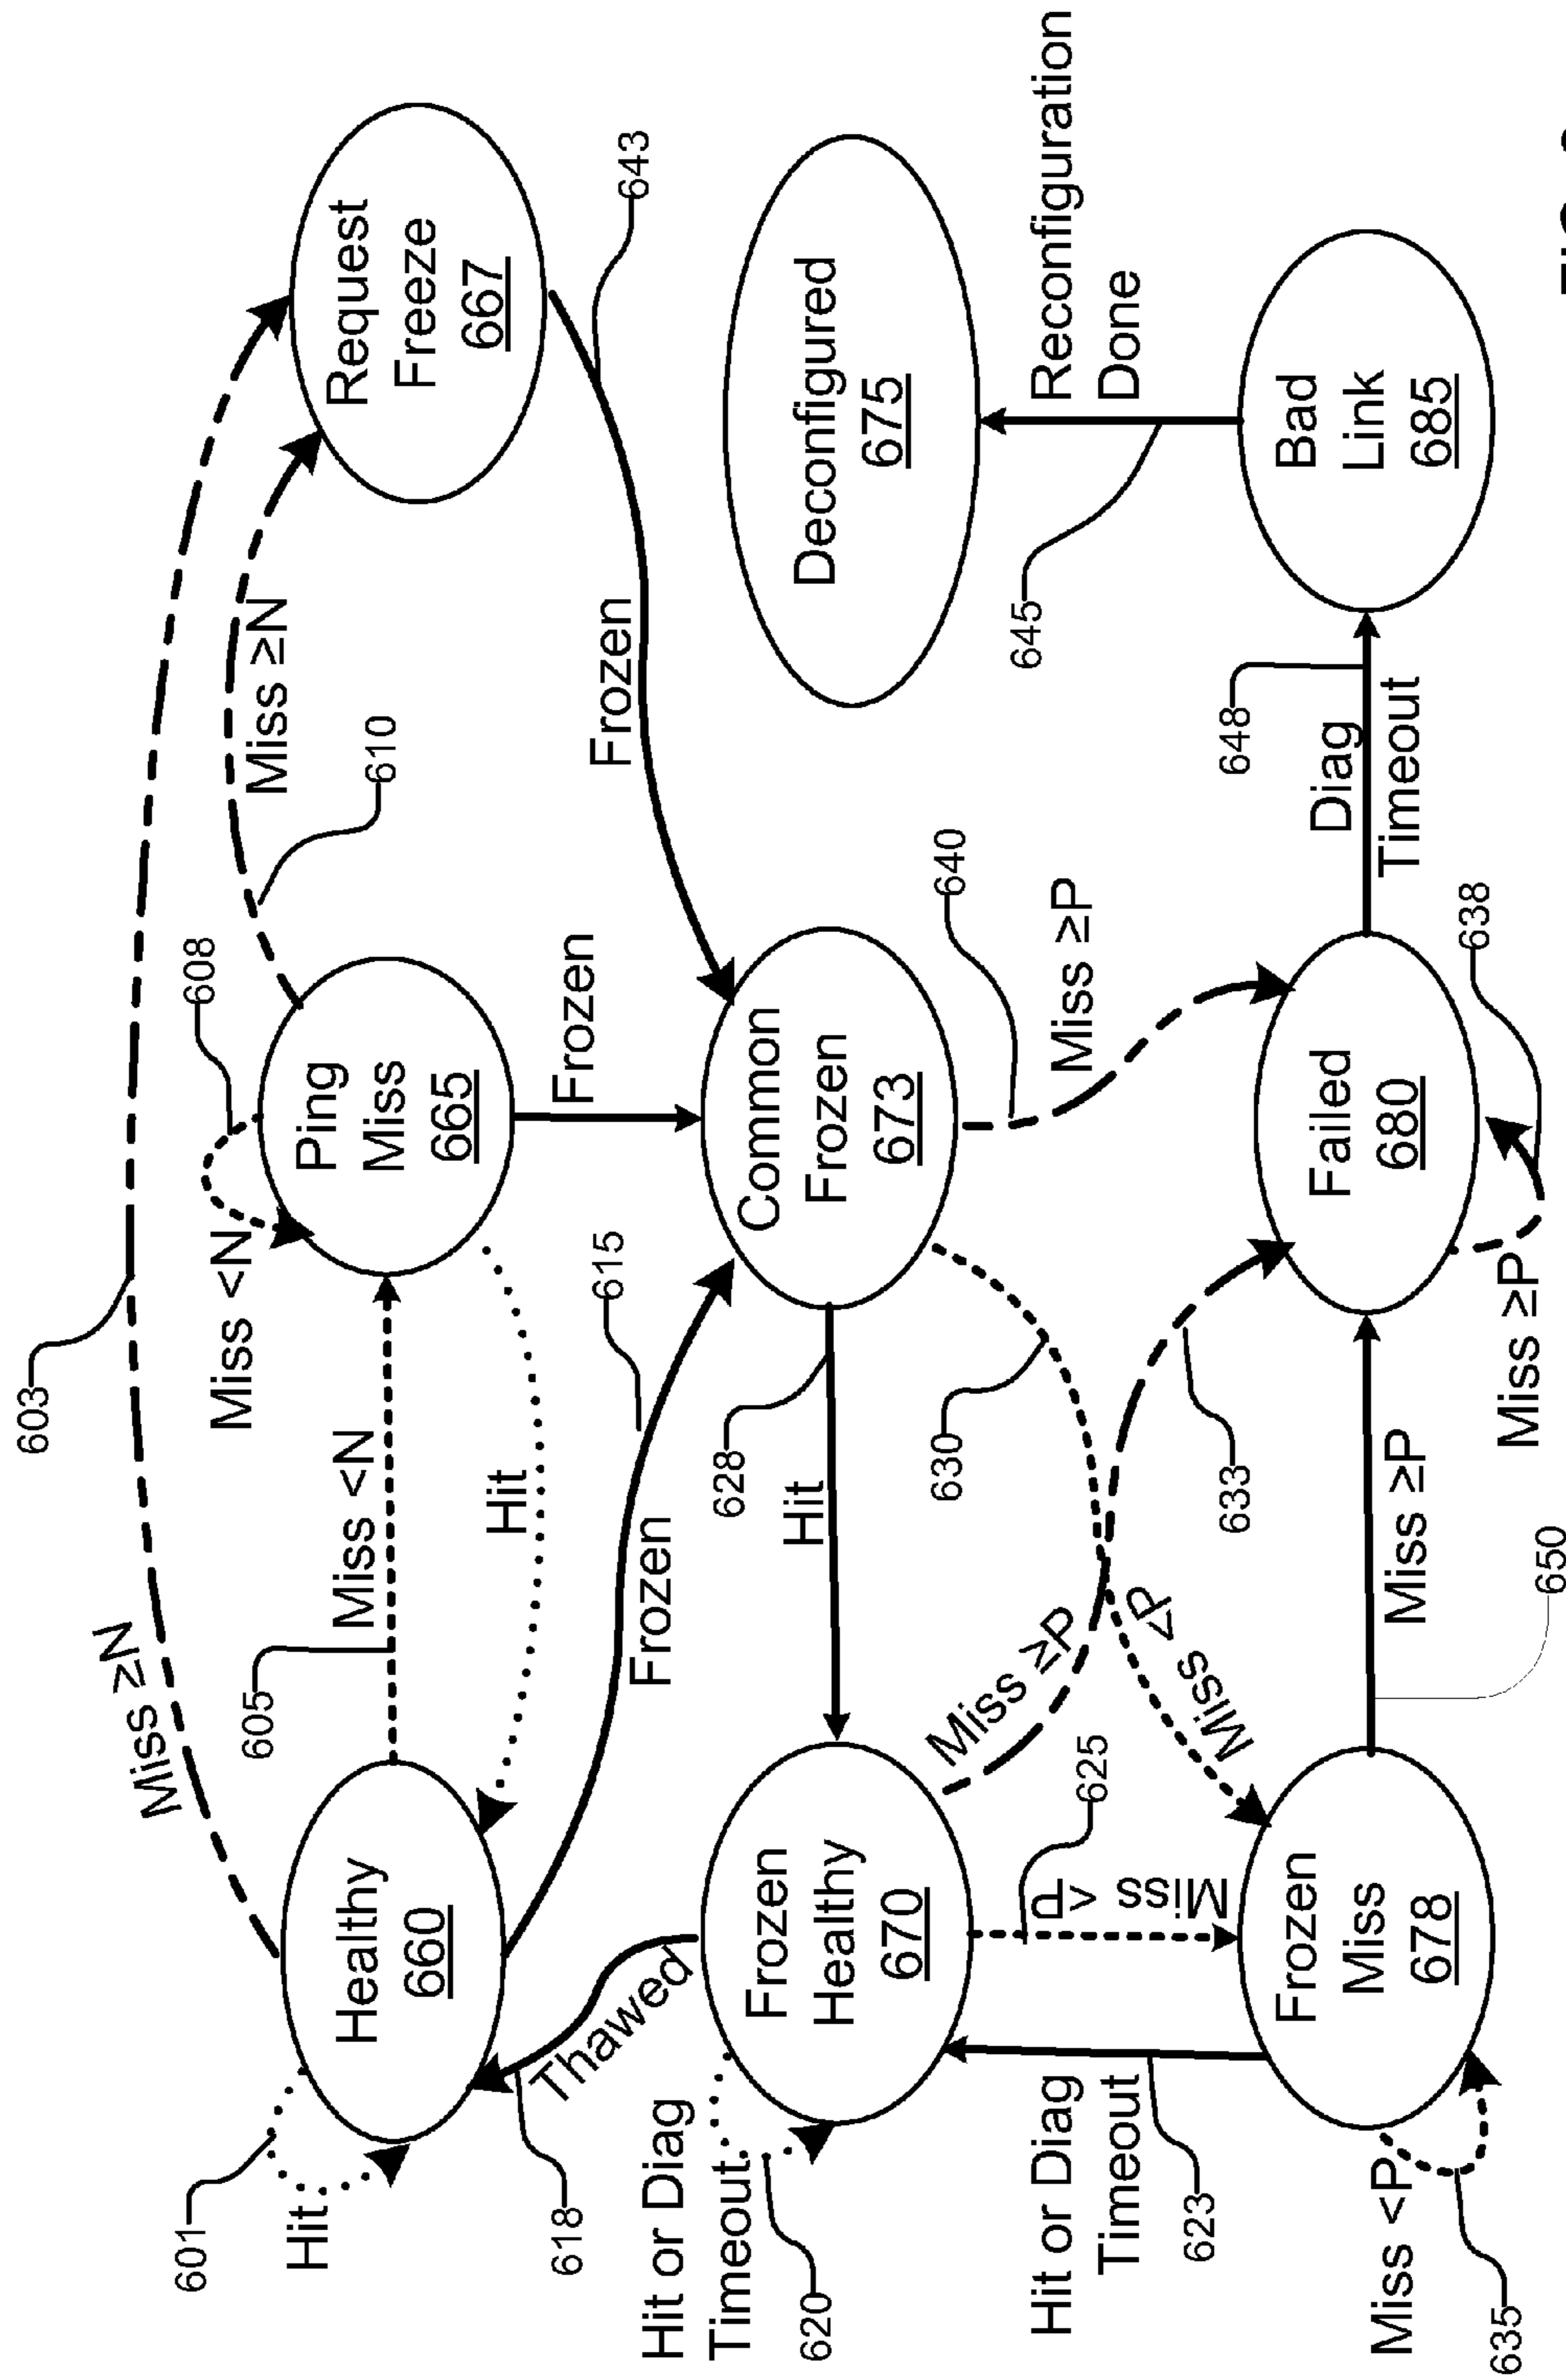 603
Miss ≥N
608
Miss <N
Miss ≥N
610
601
Hit
Healthy
660
605
Miss <N
Ping
Miss
665
Request
Freeze
667
Hit
643
618
Thawed
Frozen
615
Frozen
Frozen
Hit or Diag
Timeout
620
Frozen
Healthy
670
628
Hit
Common
Frozen
673
Deconfigured
675
640
Miss ≥P
630
Miss ≥P
633
Miss <P
625
Miss <P
Hit or Diag
Timeout
623
645
Reconfiguration
Done
648
Diag
Timeout
Frozen
Miss
678
Failed
680
Bad
Link
685
Miss <P
635
Miss ≥P
650
Miss ≥P
638